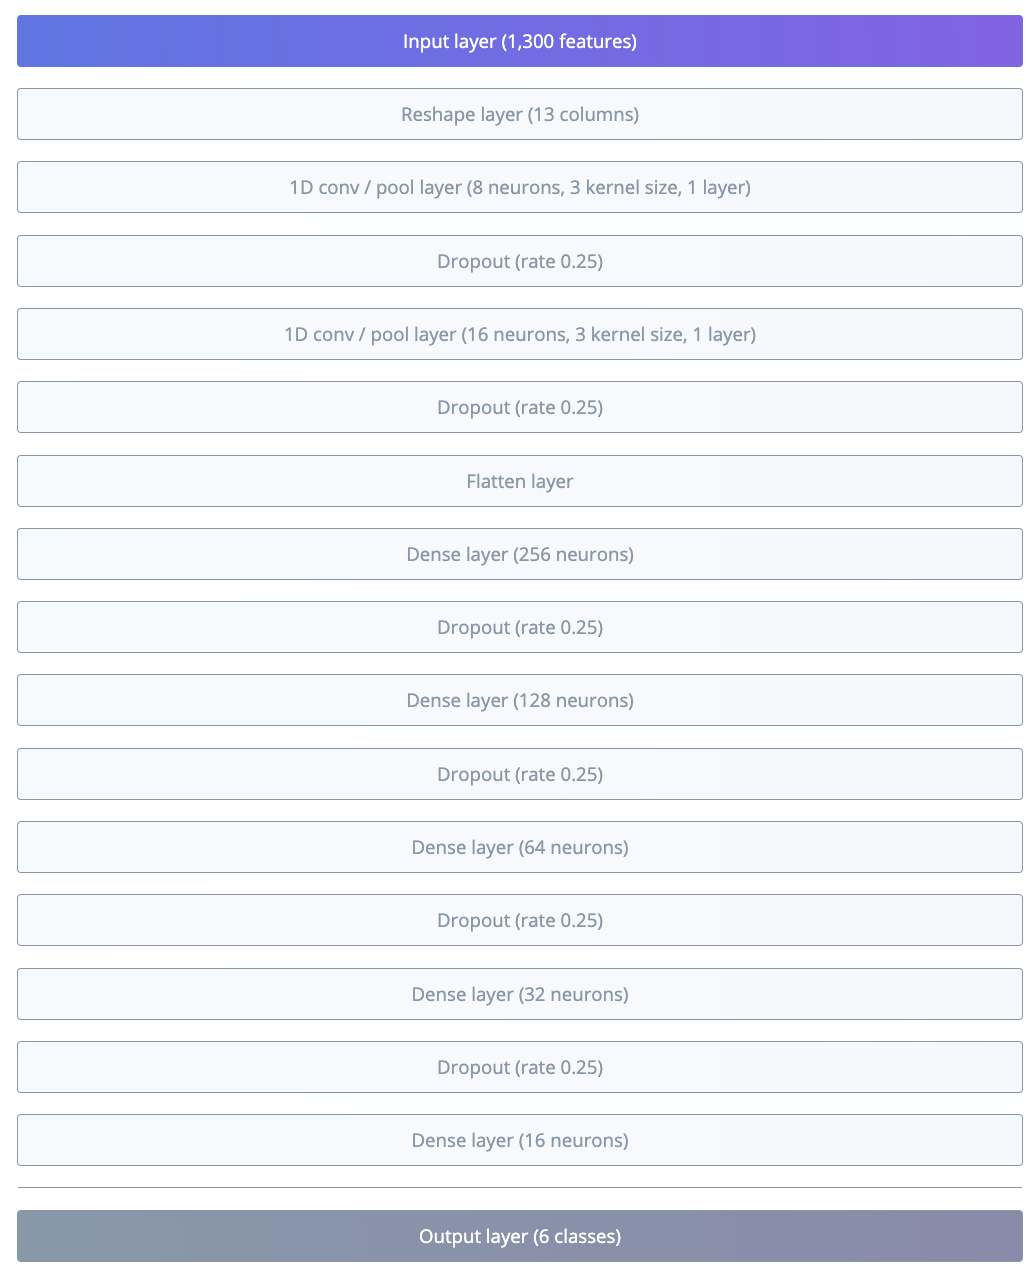 Input layer (1,300 features)
Reshape layer (13 columns)
1D conv / pool layer (8 neurons, 3 kernel size, 1 layer)
Dropout (rate 0.25)
1D conv / pool layer (16 neurons, 3 kernel size, 1 layer)
Dropout (rate 0.25)
Flatten layer
Dense layer (256 neurons)
Dropout (rate 0.25)
Dense layer (128 neurons)
Dropout (rate 0.25)
Dense layer (64 neurons)
Dropout (rate 0.25)
Dense layer (32 neurons)
Dropout (rate 0.25)
Dense layer (16 neurons)
Output layer (6 classes)